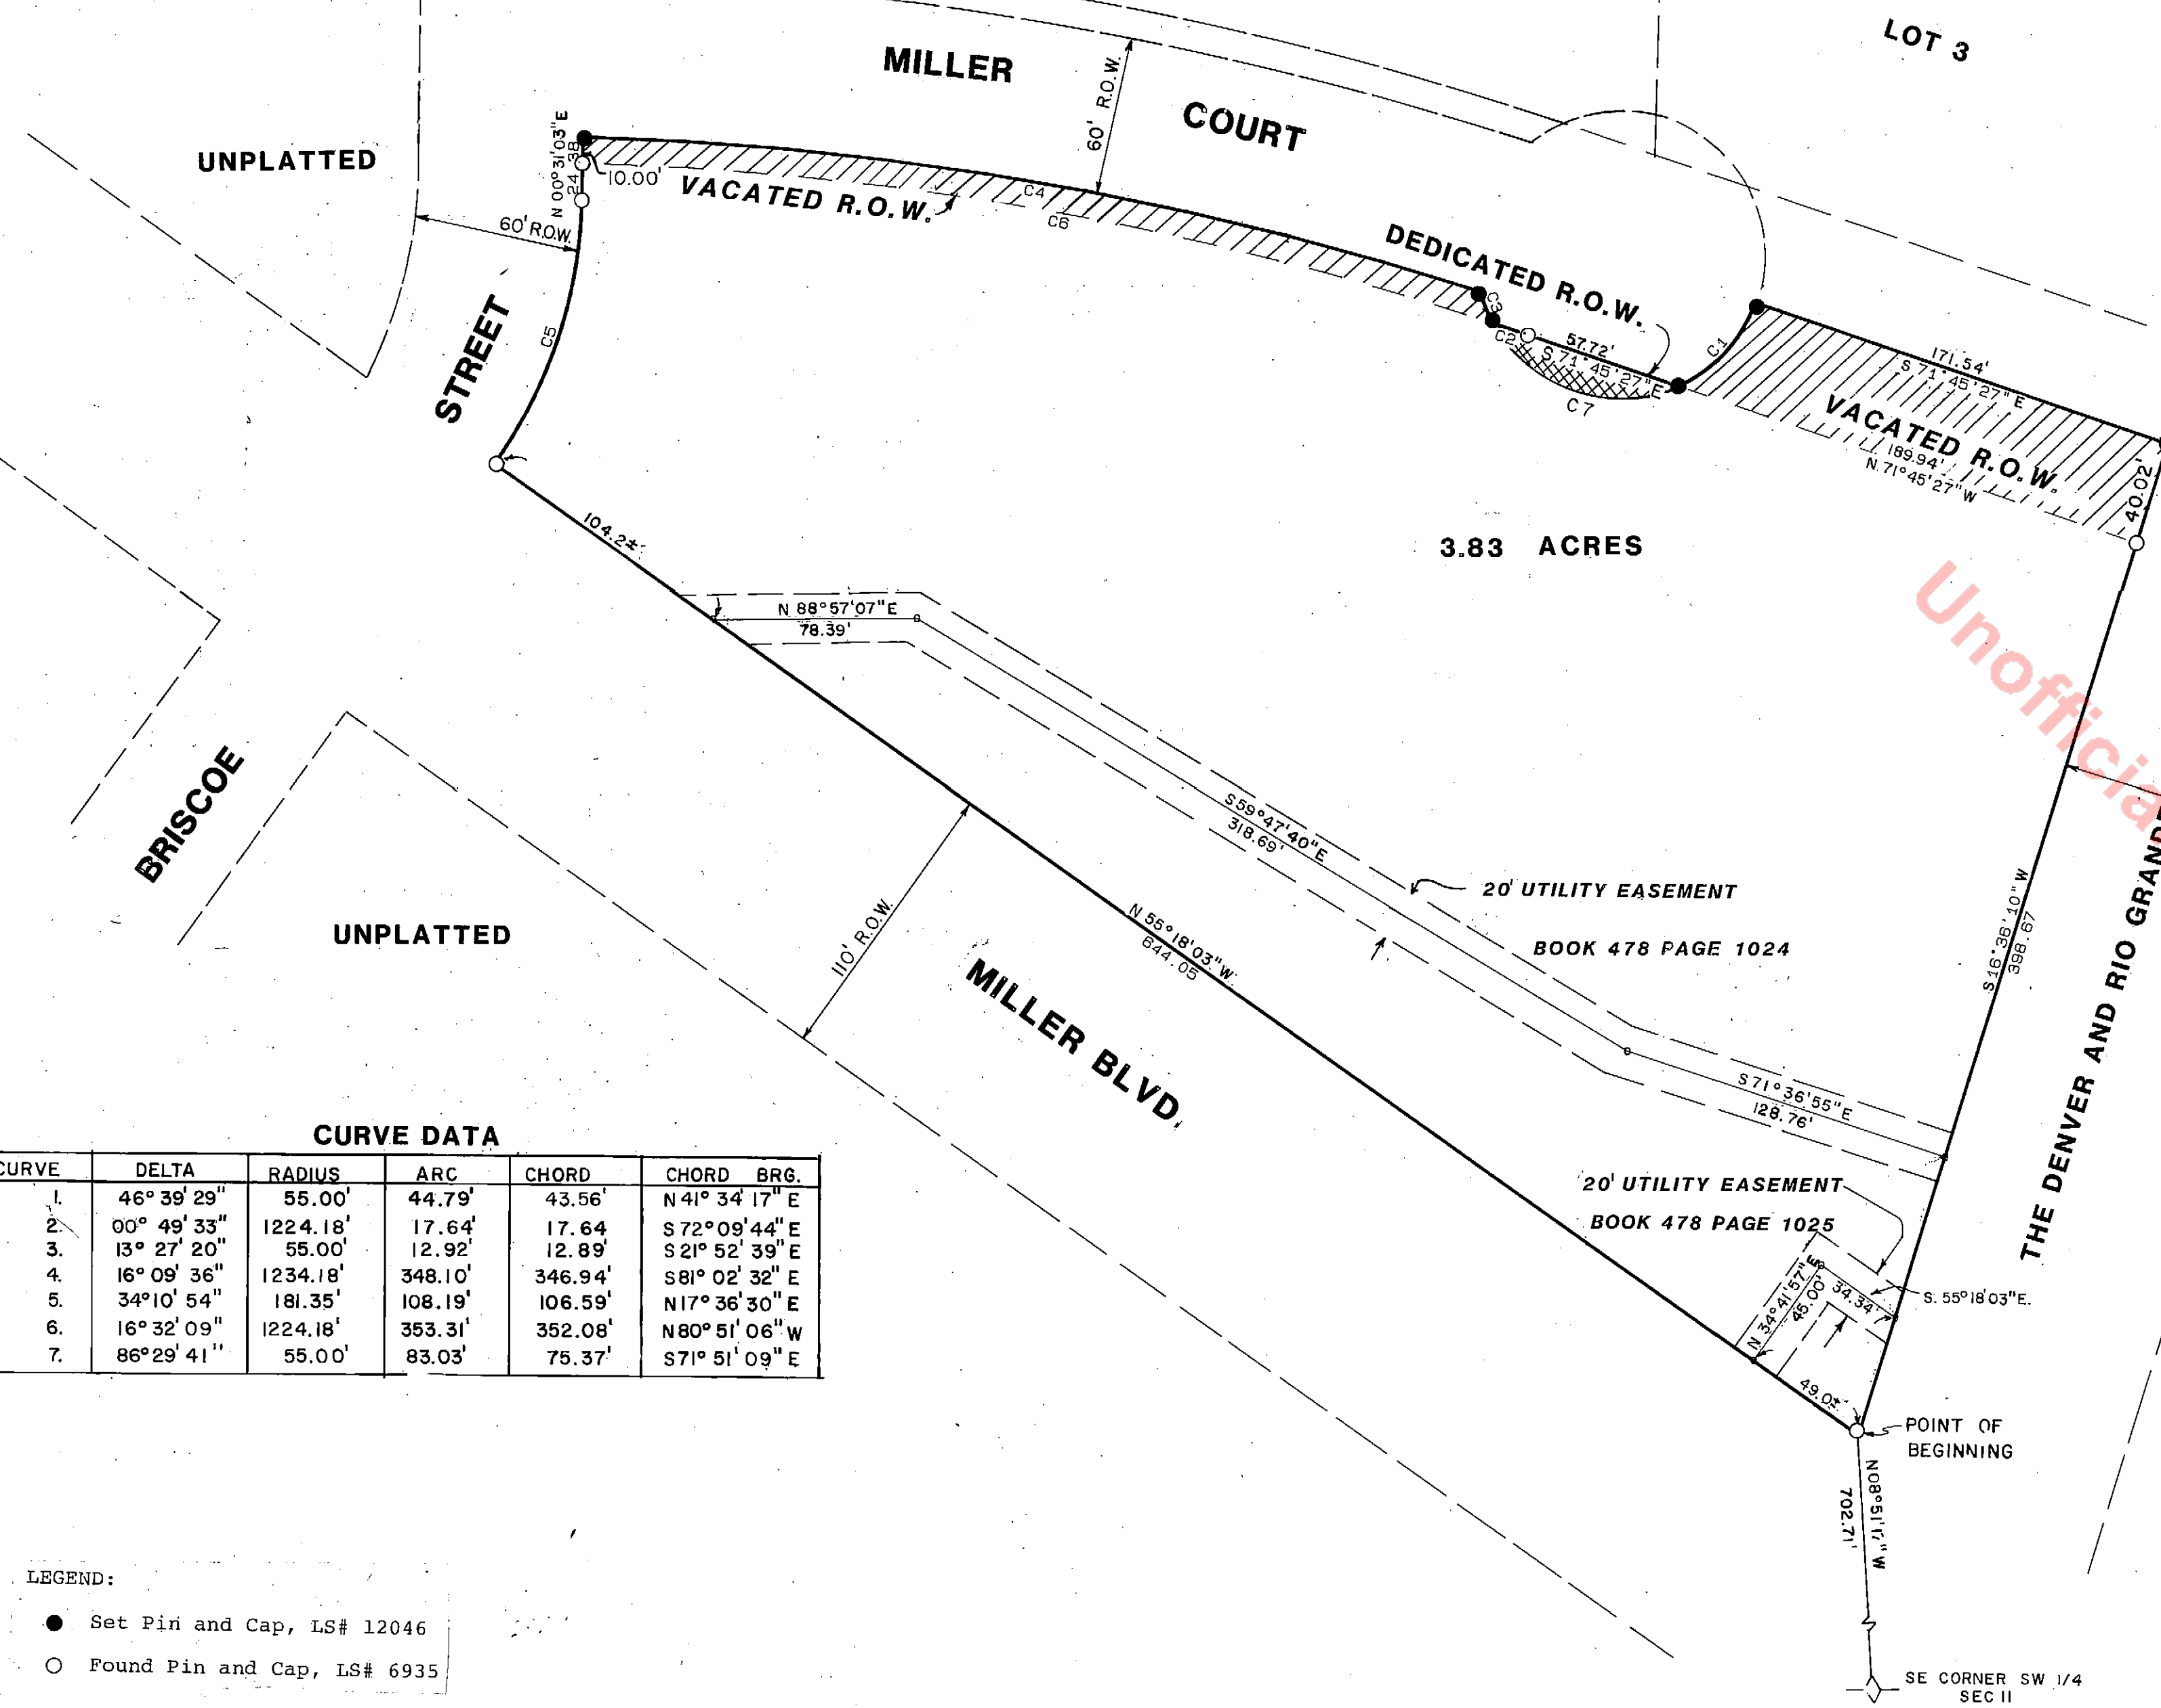 LOT 3
MILLER
COURT
60' R.O.W.
UNPLATTED
N 00°31'03"E
24.38
10.00'
VACATED R.O.W.
C4
C6
60' R.O.W.
DEDICATED R.O.W.
C3
C2
57.72'
S 71°45'27"E
C7
C1
171.54'
S 71°45'27"E
VACATED R.O.W.
189.94'
N 71°45'27"W
40.02'
STREET
C5
104.2±
3.83 ACRES
N 88°57'07"E
78.39'
S59°47'40"E
318.69'
20' UTILITY EASEMENT
BOOK 478 PAGE 1024
BRISCOE
UNPLATTED
110' R.O.W.
N 55°18'03"W
644.05
MILLER BLVD.
S 16°38'10"W
398.67
THE DENVER AND RIO GRANDE
S71°36'55"E
128.76'
20' UTILITY EASEMENT
BOOK 478 PAGE 1025
N 34°41'57"E
45.00'
34.34'
S. 55°18'03"E.
49.0±
POINT OF
BEGINNING
N08°51'17"W
702.71'
SE CORNER SW 1/4
SEC 11
CURVE DATA
CURVE DELTA RADIUS ARC CHORD CHORD BRG.
1. 46° 39' 29" 55.00' 44.79' 43.56' N 41° 34' 17" E
2. 00° 49' 33" 1224.18' 17.64' 17.64 S 72° 09' 44" E
3. 13° 27' 20" 55.00' 12.92' 12.89' S 21° 52' 39" E
4. 16° 09' 36" 1234.18' 348.10' 346.94' S81° 02' 32" E
5. 34° 10' 54" 181.35' 108.19' 106.59' N17° 36' 30" E
6. 16° 32' 09" 1224.18' 353.31' 352.08' N80° 51' 06" W
7. 86° 29' 41" 55.00' 83.03' 75.37' S71° 51' 09" E
LEGEND:
Set Pin and Cap, LS# 12046
Found Pin and Cap, LS# 6935
Unofficia